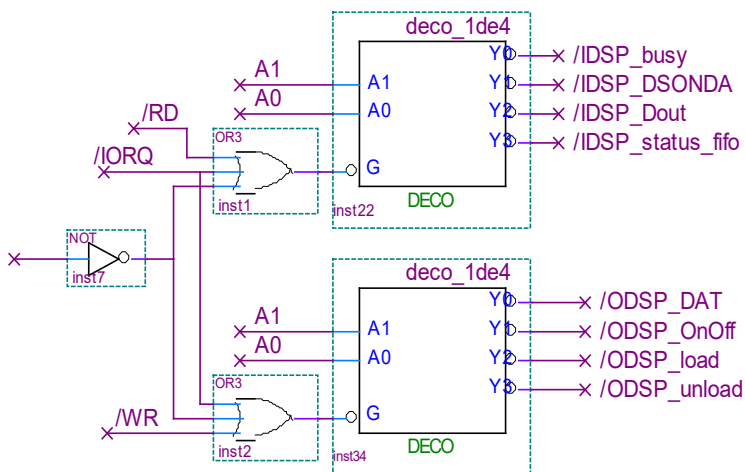 deco_1de4
A1
A0
A1
A0
G
Y0
Y1
Y2
Y3
/IDSP_busy
/IDSP_DSONDA
/IDSP_Dout
/IDSP_status_fifo
DECO
inst22
/RD
/IORQ
OR3
inst1
NOT
inst7
deco_1de4
A1
A0
A1
A0
G
Y0
Y1
Y2
Y3
/ODSP_DAT
/ODSP_OnOff
/ODSP_load
/ODSP_unload
DECO
inst34
OR3
/WR
inst2